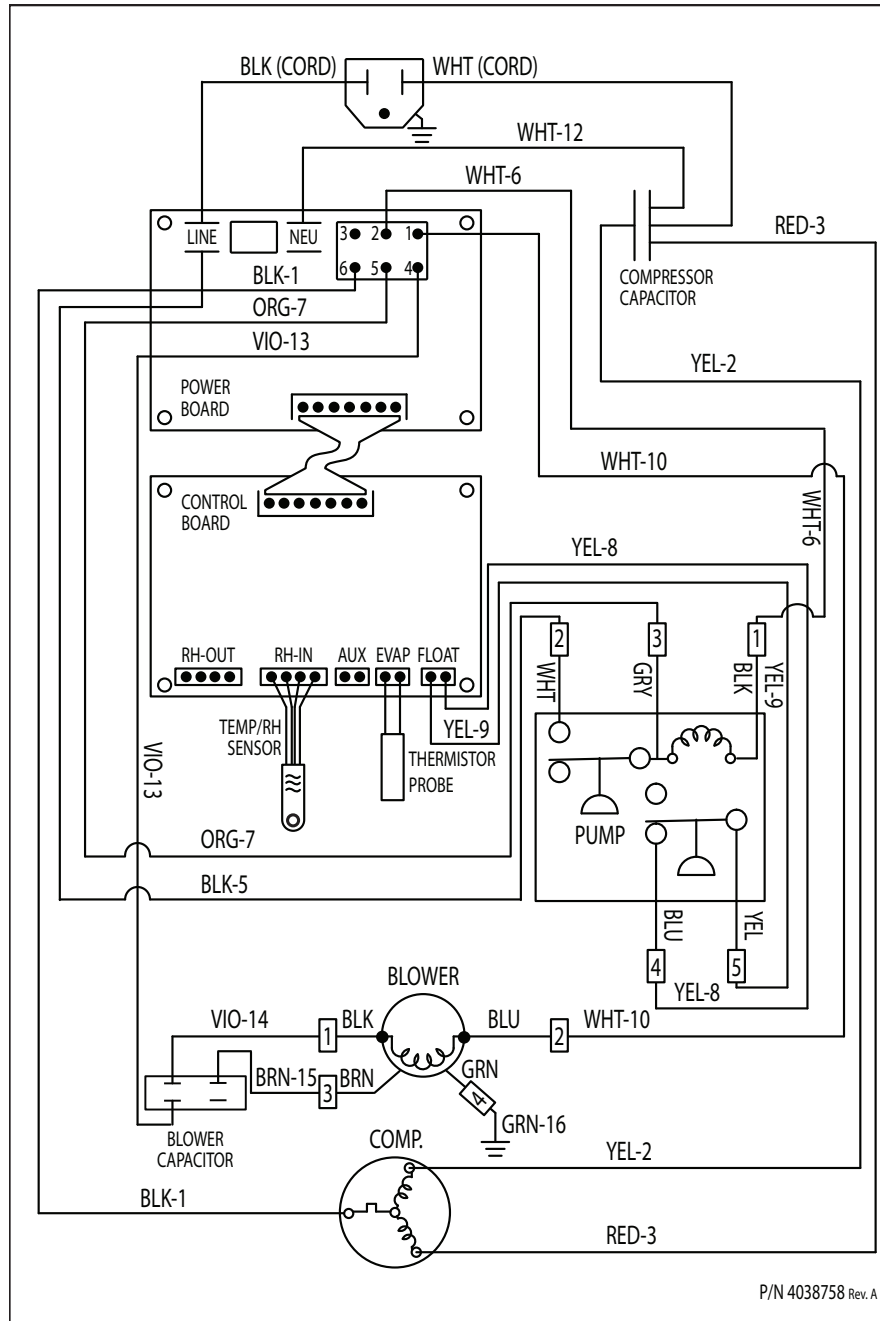 BLK (CORD)
WHT (CORD)
WHT-12
WHT-6
RED-3
LINE
NEU
3 2 1
6 5 4
COMPRESSOR
CAPACITOR
BLK-1
ORG-7
VIO-13
YEL-2
POWER
BOARD
WHT-10
CONTROL
BOARD
WHT-6
YEL-8
RH-OUT
RH-IN
AUX
EVAP
FLOAT
2
3
1
WHT
GRY
BLK
YEL-9
YEL-9
TEMP/RH
SENSOR
THERMISTOR
PROBE
VIO-13
PUMP
ORG-7
BLK-5
BLU
YEL
4
5
YEL-8
BLOWER
VIO-14
1
BLK
BLU
2
WHT-10
BRN-15
3
BRN
GRN
4
GRN-16
BLOWER
CAPACITOR
COMP.
YEL-2
BLK-1
RED-3
P/N 4038758 Rev. A